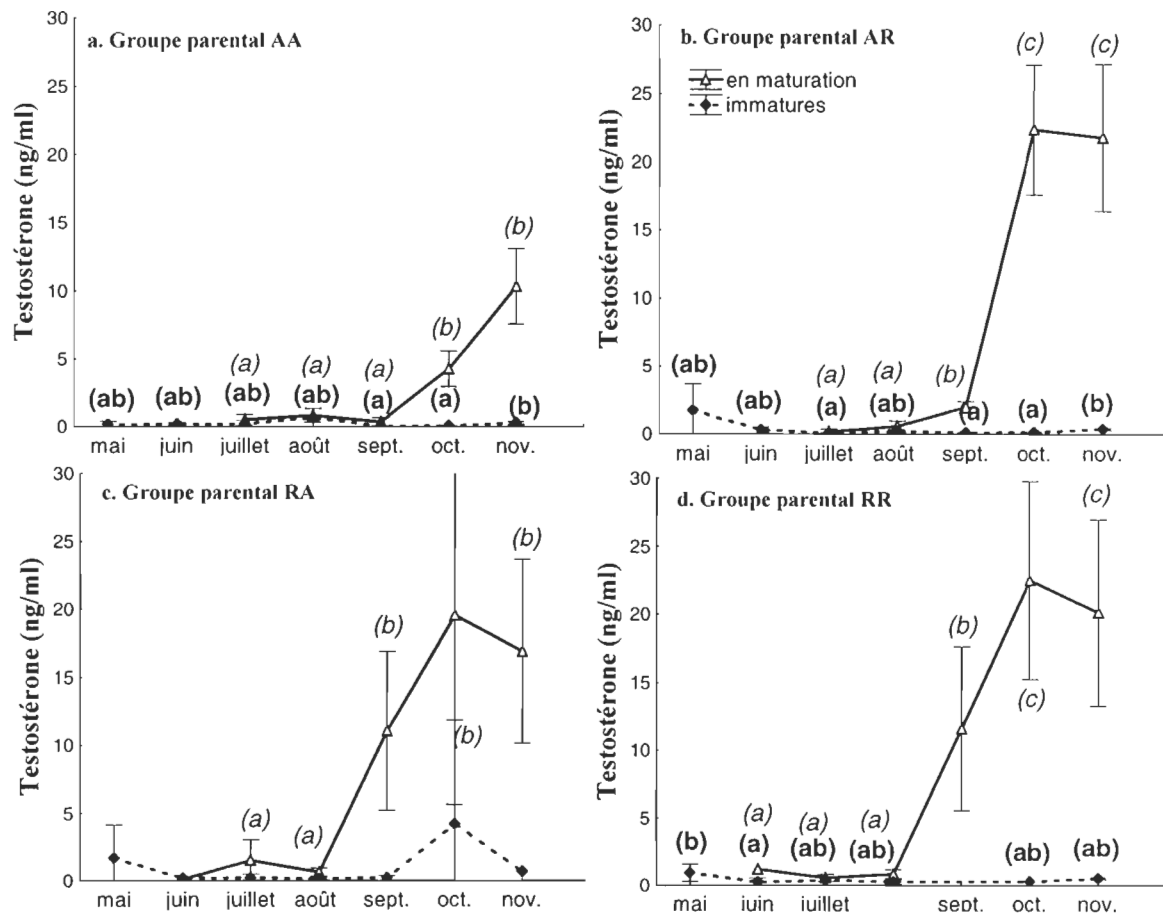 a. Groupe parental AA
Testostérone (ng/ml)
30
25
20
15
10
5
0
(a) (a) (a) (b) (b)
(ab) (ab) (ab) (ab) (a) (a) (b)
mai juin juillet août sept. oct. nov.
b. Groupe parental AR
en maturation
immatures
Testostérone (ng/ml)
30
25
20
15
10
5
0
(c) (c)
(a) (a) (b)
(ab) (ab) (a) (ab) (a) (a) (b)
mai juin juillet août sept. oct. nov.
c. Groupe parental RA
Testostérone (ng/ml)
30
25
20
15
10
5
0
(a) (a) (b) (b) (b)
mai juin juillet août sept. oct. nov.
d. Groupe parental RR
Testostérone (ng/ml)
30
25
20
15
10
5
0
(a) (a) (a) (b) (c) (c)
(b) (a) (ab) (ab) (ab) (ab)
mai juin juillet août sept. oct. nov.